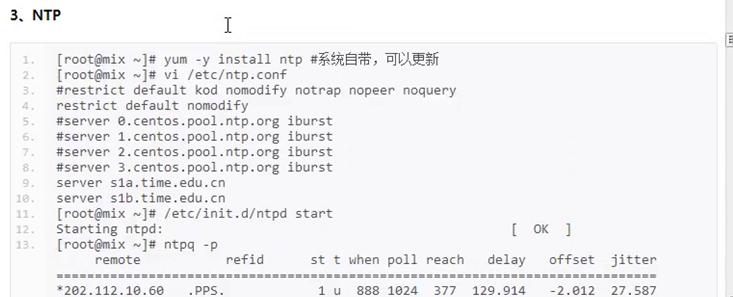 3、NTP
1. [root@mix ~]# yum -y install ntp #系统自带，可以更新
2. [root@mix ~]# vi /etc/ntp.conf
3. #restrict default kod nomodify notrap nopeer noquery
4. restrict default nomodify
5. #server 0.centos.pool.ntp.org iburst
6. #server 1.centos.pool.ntp.org iburst
7. #server 2.centos.pool.ntp.org iburst
8. #server 3.centos.pool.ntp.org iburst
9. server s1a.time.edu.cn
10. server s1b.time.edu.cn
11. [root@mix ~]# /etc/init.d/ntpd start
12. Starting ntpd: [ OK ]
13. [root@mix ~]# ntpq -p
remote refid st t when poll reach delay offset jitter
==============================================================================
*202.112.10.60 .PPS. 1 u 888 1024 377 129.914 -2.012 27.587